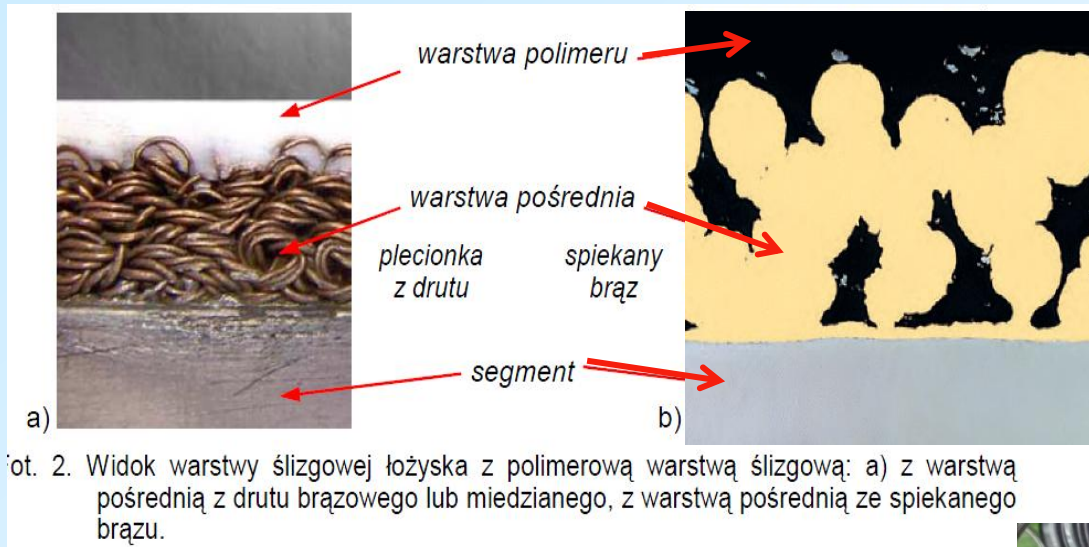 warstwa polimeru
warstwa pośrednia
plecionka spiekany
z drutu brąz
segment
a) b)
ot. 2. Widok warstwy ślizgowej łożyska z polimerową warstwą ślizgową: a) z warstwą
pośrednią z drutu brązowego lub miedzianego, z warstwą pośrednią ze spiekanego
brązu.